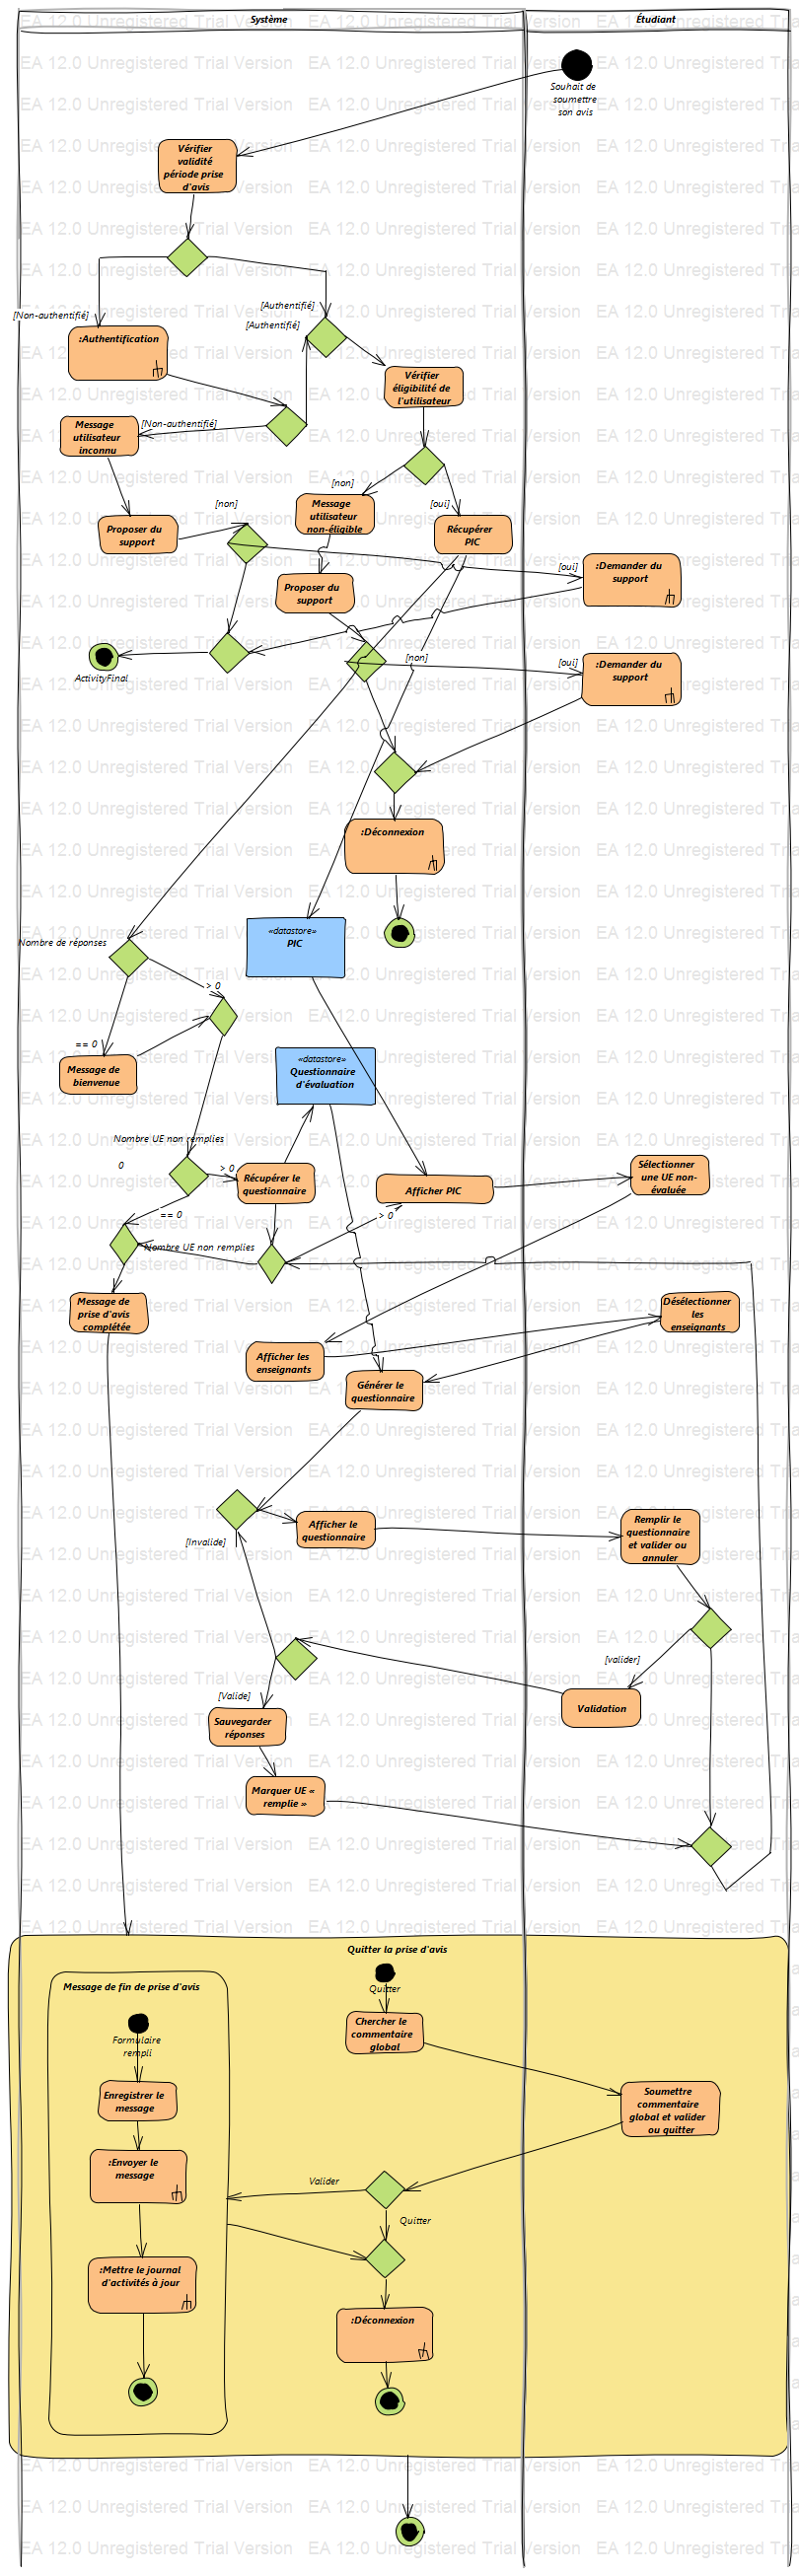 Système
Étudiant
Souhait de
soumettre
son avis
Vérifier
validité
période prise
d'avis
[Non-authentifié]
[Authentifié]
[Authentifié]
:Authentification
Vérifier
éligibilité de
l'utilisateur
Message
utilisateur
inconnu
[Non-authentifié]
[non]
[oui]
Message
utilisateur
non-éligible
Récupérer
PIC
Proposer du
support
[non]
[oui]
:Demander du
support
Proposer du
support
[non]
[oui]
:Demander du
support
ActivityFinal
:Déconnexion
Nombre de réponses
«datastore»
PIC
> 0
== 0
Message de
bienvenue
«datastore»
Questionnaire
d'évaluation
Nombre UE non remplies
0
> 0
Récupérer le
questionnaire
Afficher PIC
Sélectionner
une UE non-
évaluée
== 0
> 0
Nombre UE non remplies
Message de
prise d'avis
complétée
Désélectionner
les
enseignants
Afficher les
enseignants
Générer le
questionnaire
Afficher le
questionnaire
Remplir le
questionnaire
et valider ou
annuler
[Invalide]
[valider]
[Valide]
Validation
Sauvegarder
réponses
Marquer UE «
remplie »
Quitter la prise d'avis
Message de fin de prise d'avis
Quitter
Chercher le
commentaire
global
Formulaire
rempli
Enregistrer le
message
Soumettre
commentaire
global et valider
ou quitter
:Envoyer le
message
Valider
Quitter
:Mettre le journal
d'activités à jour
:Déconnexion
EA 12.0 Unregistered Trial Version